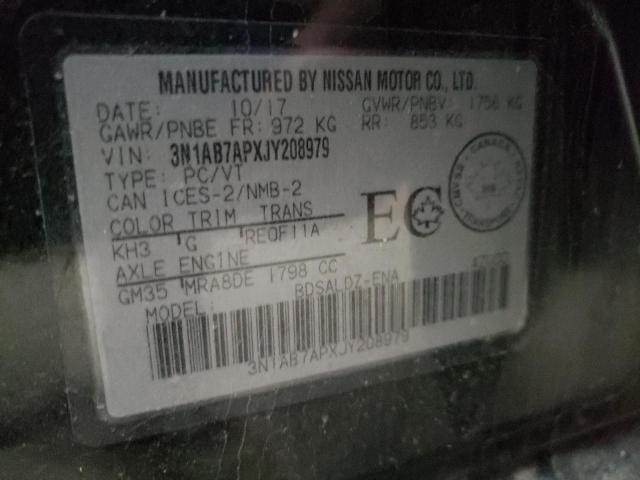 MANUFACTURED BY NISSAN MOTOR CO., LTD.
DATE: 10/17 GVWR/PNBV: 1756 KG
GAWR/PNBE FR: 972 KG RR: 853 KG
VIN: 3N1AB7APXJY208979
TYPE: PC/VT
CAN ICES-2/NMB-2
COLOR TRIM TRANS
KH3 G RE0F11A
AXLE ENGINE
GM35 MRA8DE 1798 CC
MODEL: BDSALDZ-ENA
EC
CANADA
3N1AB7APXJY208979